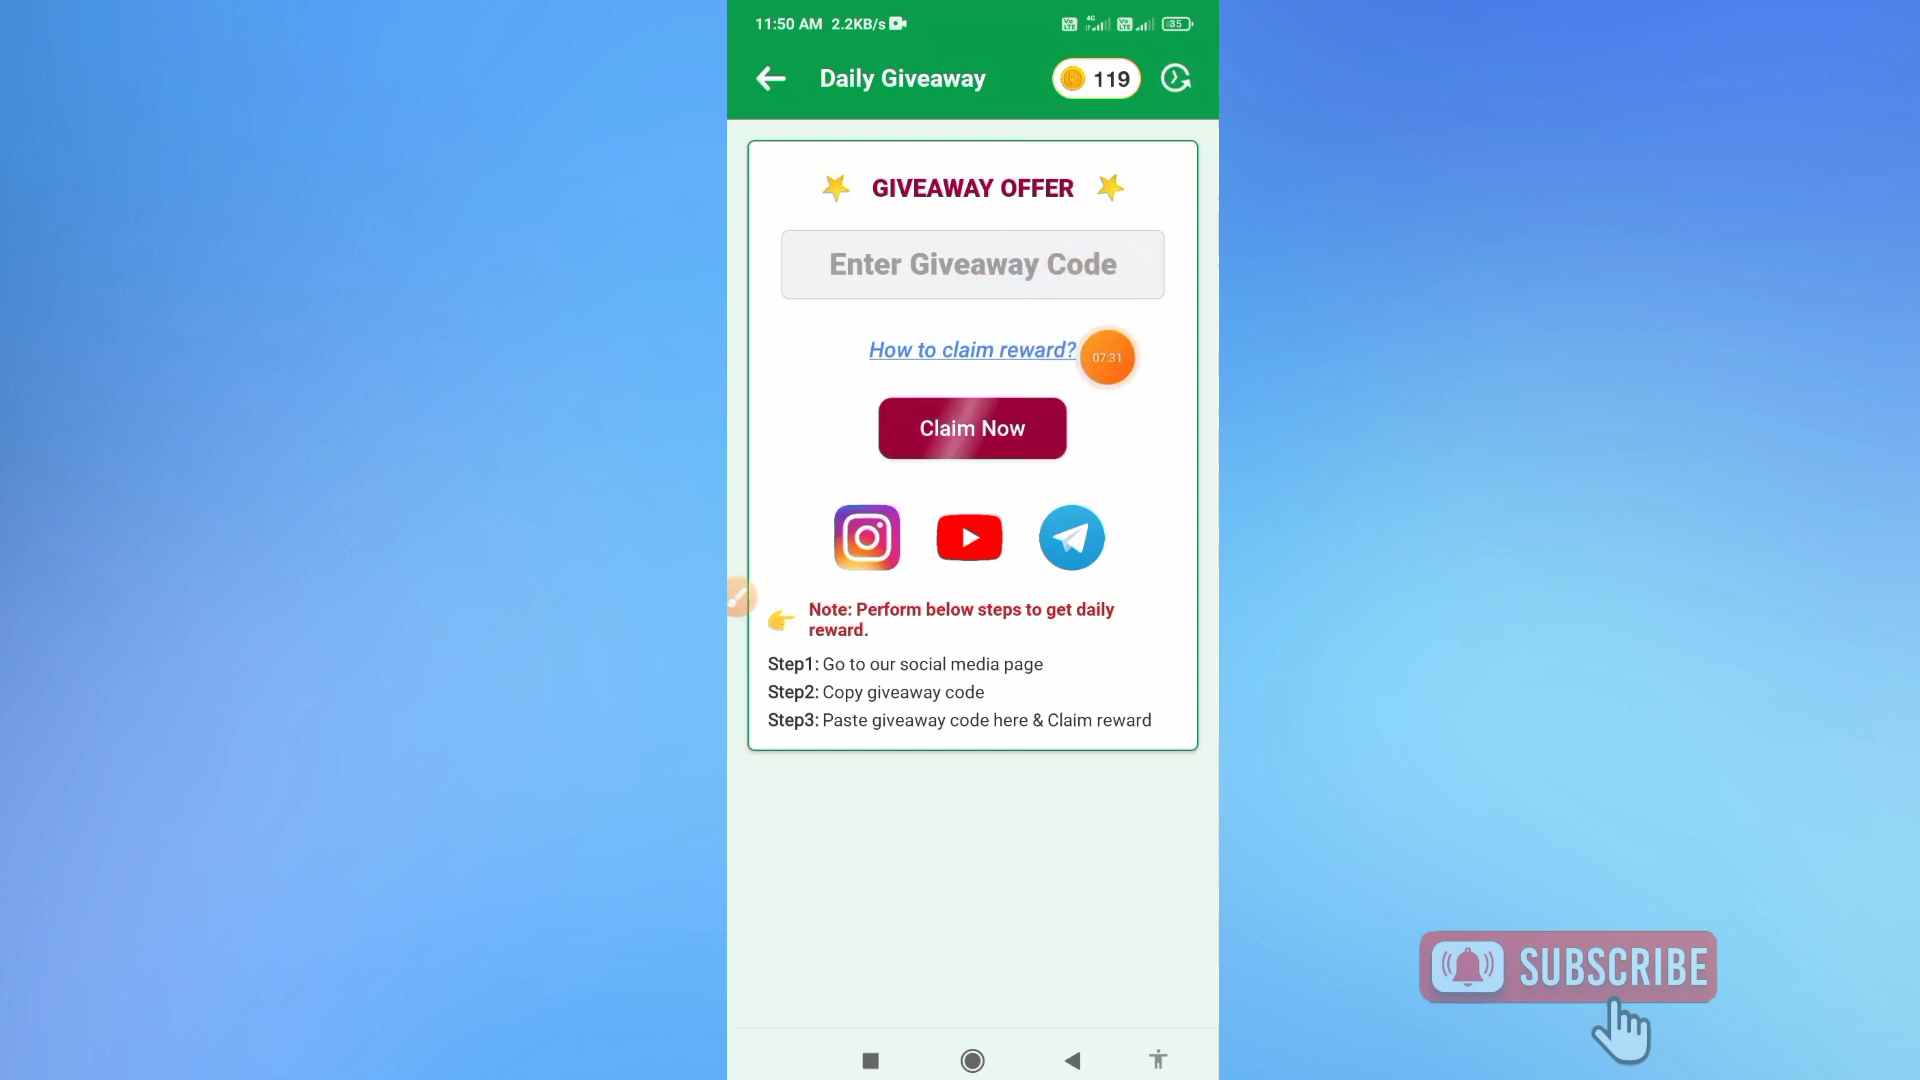 11:50 AM 2.2KB/s 4G 35
Daily Giveaway 119
GIVEAWAY OFFER
Enter Giveaway Code
How to claim reward? 07:31
Claim Now
Note: Perform below steps to get daily
reward.
Step1: Go to our social media page
Step2: Copy giveaway code
Step3: Paste giveaway code here & Claim reward
SUBSCRIBE